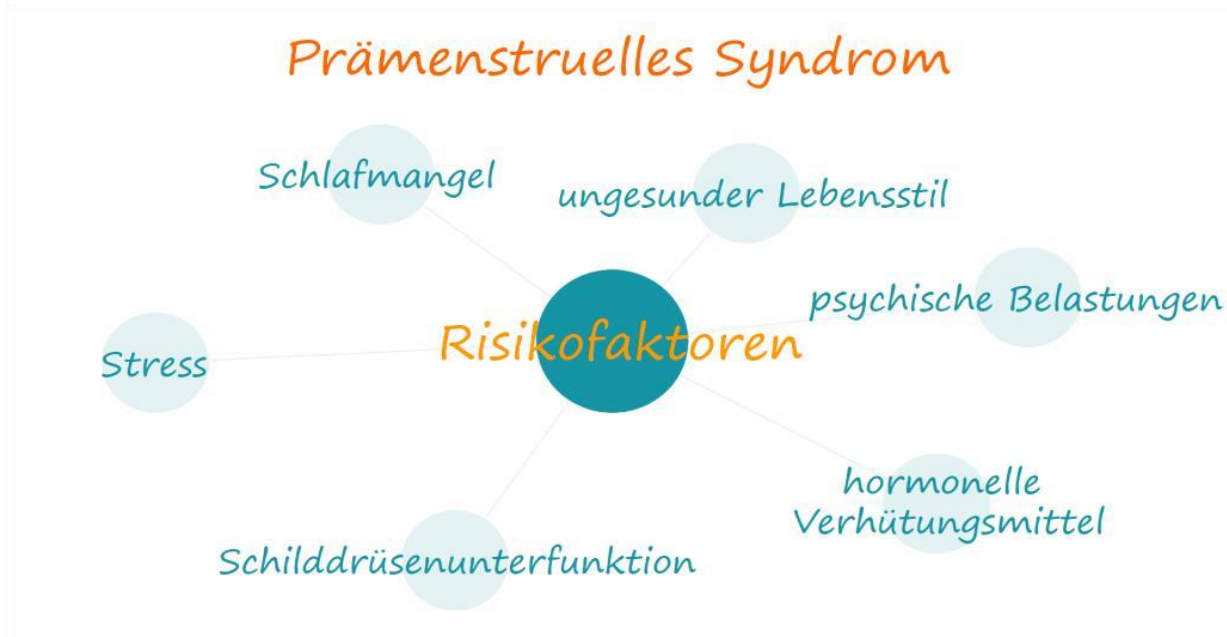 Prämenstruelles Syndrom
Schlafmangel
ungesunder Lebensstil
psychische Belastungen
Risikofaktoren
Stress
hormonelle
Verhütungsmittel
Schilddrüsenunterfunktion